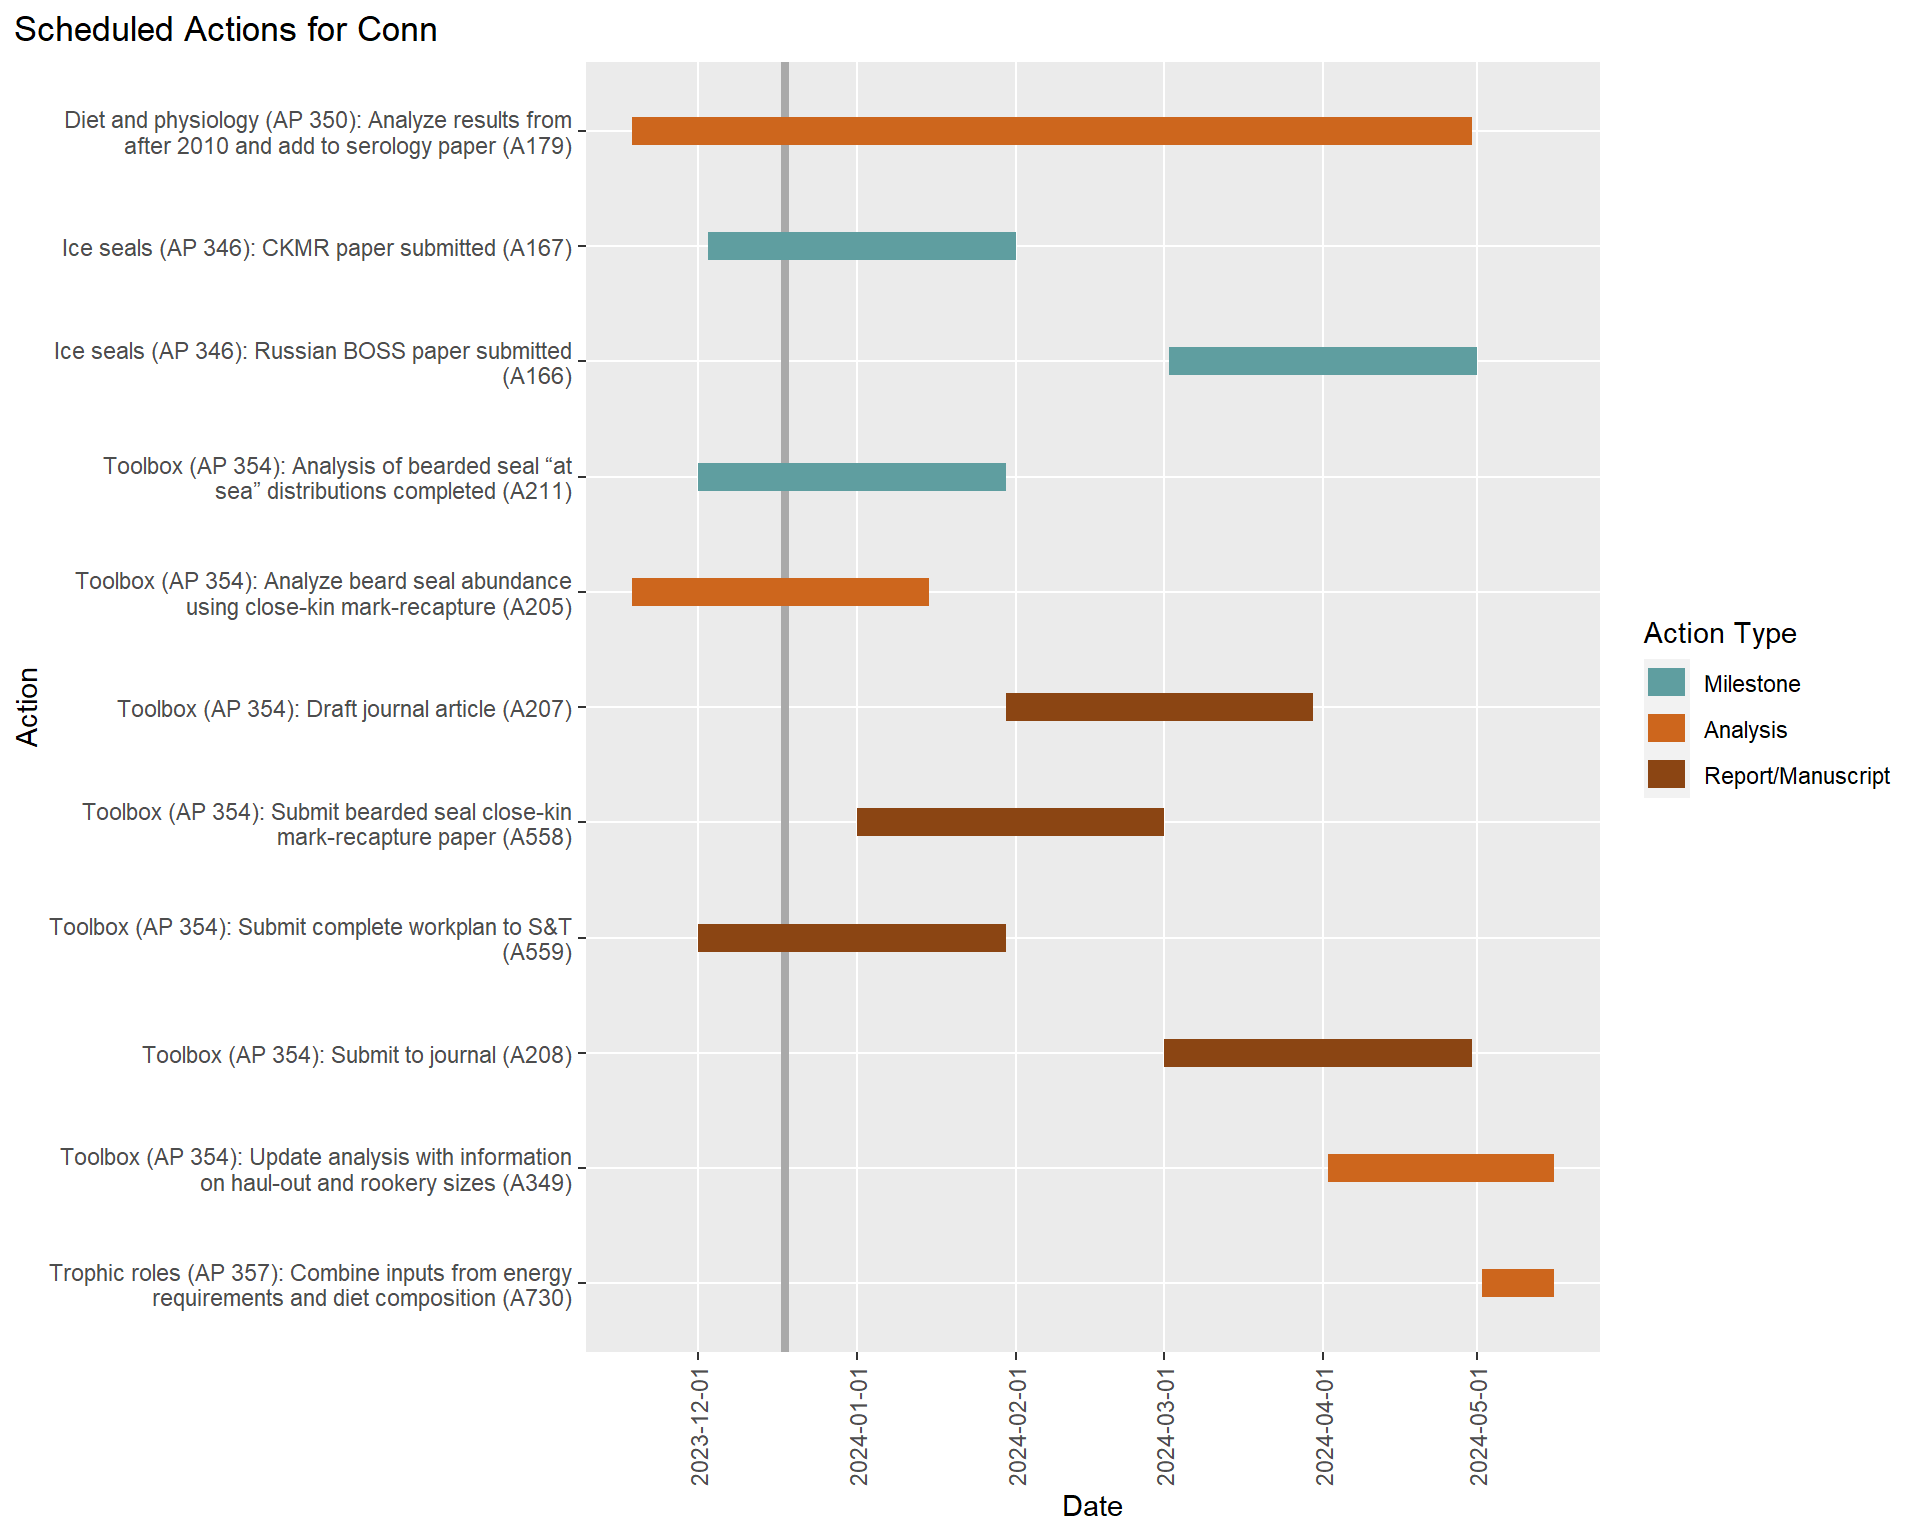 Scheduled Actions for Conn
Diet and physiology (AP 350): Analyze results from
after 2010 and add to serology paper (A179)
Ice seals (AP 346): CKMR paper submitted (A167)
Ice seals (AP 346): Russian BOSS paper submitted
(A166)
Toolbox (AP 354): Analysis of bearded seal “at
sea” distributions completed (A211)
Toolbox (AP 354): Analyze beard seal abundance
using close-kin mark-recapture (A205)
Toolbox (AP 354): Draft journal article (A207)
Toolbox (AP 354): Submit bearded seal close-kin
mark-recapture paper (A558)
Toolbox (AP 354): Submit complete workplan to S&T
(A559)
Toolbox (AP 354): Submit to journal (A208)
Toolbox (AP 354): Update analysis with information
on haul-out and rookery sizes (A349)
Trophic roles (AP 357): Combine inputs from energy
requirements and diet composition (A730)
Action
2023-12-01
2024-01-01
2024-02-01
2024-03-01
2024-04-01
2024-05-01
Date
Action Type
Milestone
Analysis
Report/Manuscript